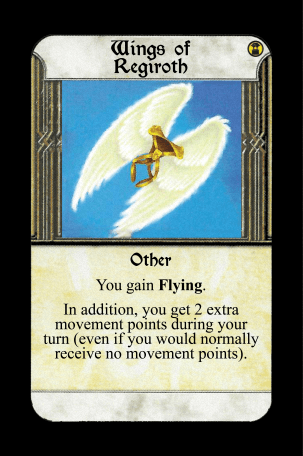 Wings of
Regiroth
Other
You gain Flying.
In addition, you get 2 extra
movement points during your
turn (even if you would normally
receive no movement points).